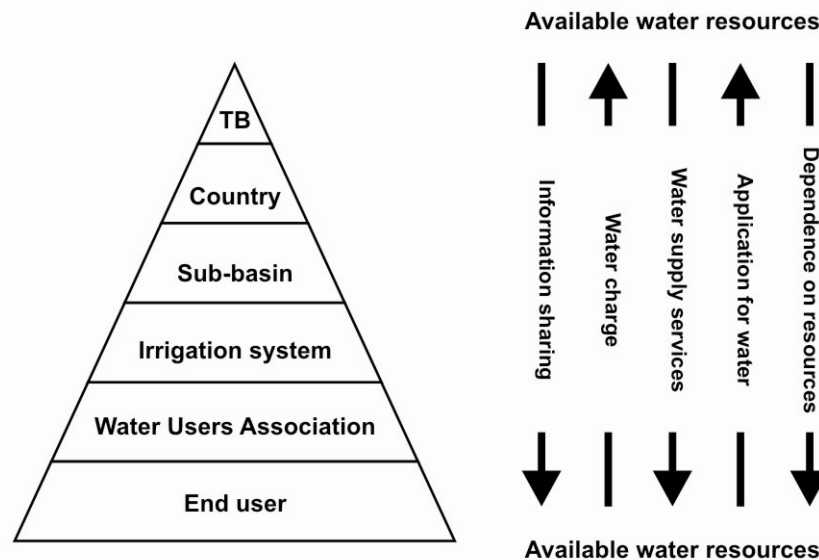 Available water resources
TB
Country
Sub-basin
Irrigation system
Water Users Association
End user
Information sharing
Water charge
Water supply services
Application for water
Dependence on resources
Available water resources